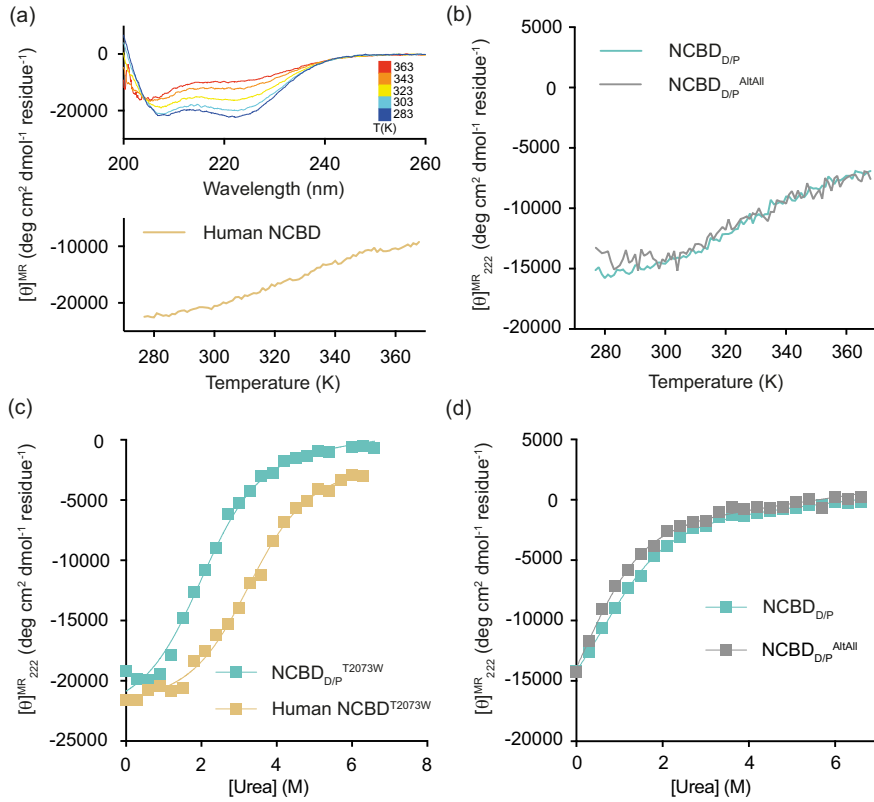 (a)
0
-10000
-20000
363
343
323
303
283
T(K)
200
220
240
260
Wavelength (nm)
[θ]MR (deg cm2 dmol-1 residue-1)
-10000
-20000
Human NCBD
280
300
320
340
360
Temperature (K)
(b)
5000
0
-5000
-10000
-15000
-20000
[θ]MR222 (deg cm2 dmol-1 residue-1)
NCBDD/P
NCBDD/PAltAll
280
300
320
340
360
Temperature (K)
(c)
0
-5000
-10000
-15000
-20000
-25000
[θ]MR222 (deg cm2 dmol-1 residue-1)
NCBDD/PT2073W
Human NCBDT2073W
0
2
4
6
8
[Urea] (M)
(d)
5000
0
-5000
-10000
-15000
-20000
[θ]MR222 (deg cm2 dmol-1 residue-1)
NCBDD/P
NCBDD/PAltAll
0
2
4
6
[Urea] (M)